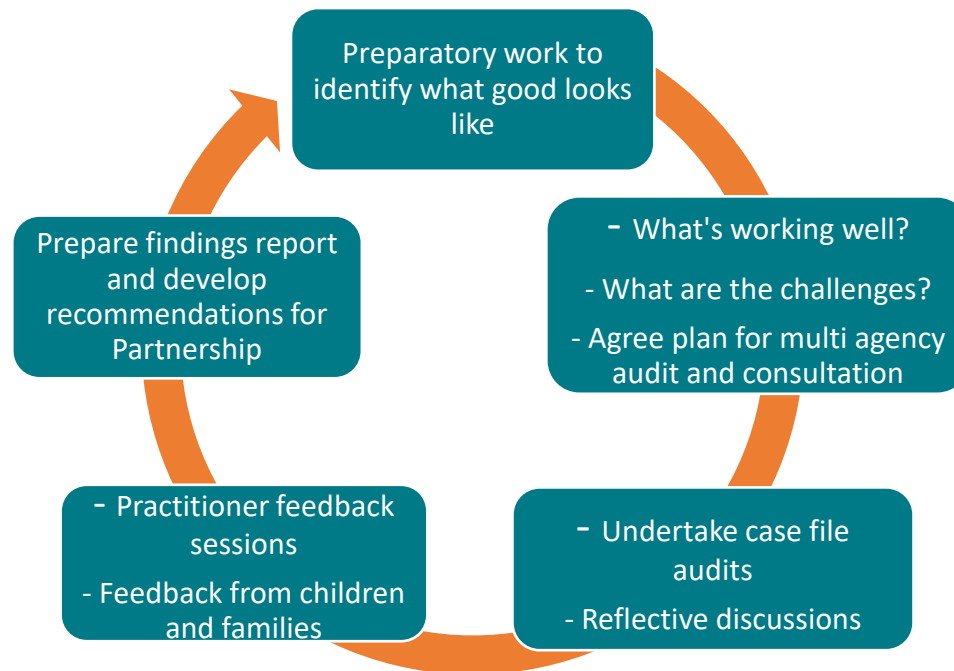 Preparatory work to
identify what good looks
like
- What's working well?
- What are the challenges?
- Agree plan for multi agency
audit and consultation
- Undertake case file
audits
- Reflective discussions
- Practitioner feedback
sessions
- Feedback from children
and families
Prepare findings report
and develop
recommendations for
Partnership